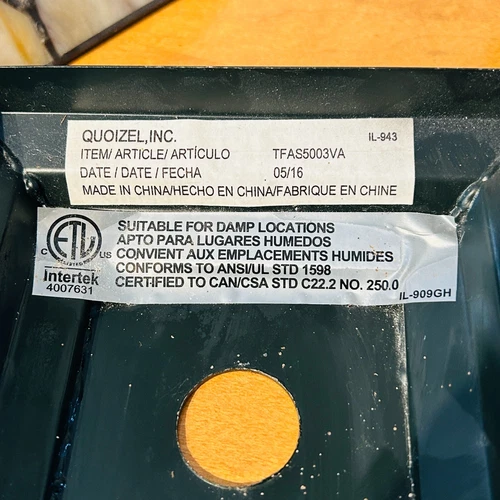 QUOIZEL,INC.
IL-943
ITEM/ ARTICLE/ ARTÍCULO TFAS5003VA
DATE / DATE / FECHA 05/16
MADE IN CHINA/HECHO EN CHINA/FABRIQUE EN CHINE
ETL
C US
Intertek
4007631
SUITABLE FOR DAMP LOCATIONS
APTO PARA LUGARES HUMEDOS
CONVIENT AUX EMPLACEMENTS HUMIDES
CONFORMS TO ANSI/UL STD 1598
CERTIFIED TO CAN/CSA STD C22.2 NO. 250.0
IL-909GH